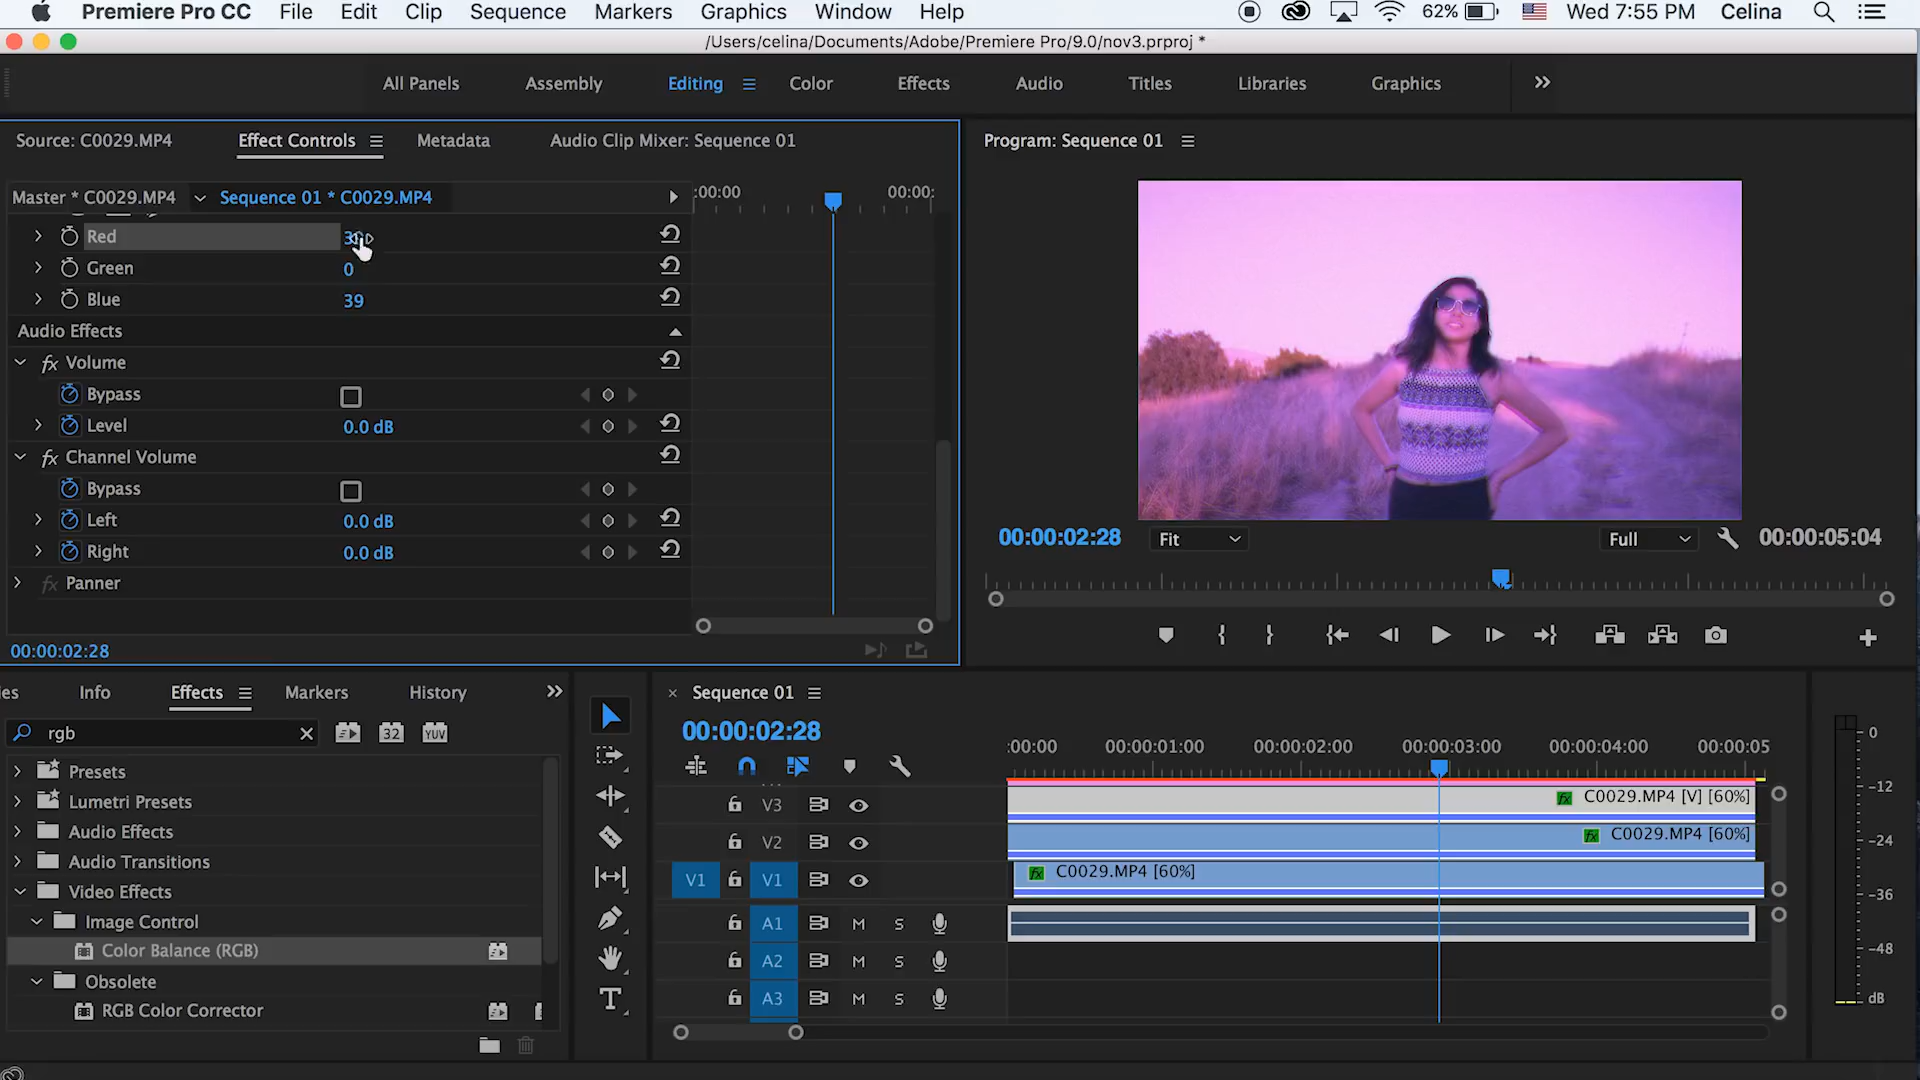 Premiere Pro CC File Edit Clip Sequence Markers Graphics Window Help 62% Wed 7:55 PM Celina
/Users/celina/Documents/Adobe/Premiere Pro/9.0/nov3.prproj *
All Panels Assembly Editing Color Effects Audio Titles Libraries Graphics
Source: C0029.MP4 Effect Controls Metadata Audio Clip Mixer: Sequence 01
Master * C0029.MP4 Sequence 01 * C0029.MP4 :00:00 00:00:
Red
Green 0
Blue 39
Audio Effects
fx Volume
Bypass
Level 0.0 dB
fx Channel Volume
Bypass
Left 0.0 dB
Right 0.0 dB
fx Panner
00:00:02:28
Program: Sequence 01
00:00:02:28 Fit Full 00:00:05:04
ies Info Effects Markers History
rgb 32 YUV
Presets
Lumetri Presets
Audio Effects
Audio Transitions
Video Effects
Image Control
Color Balance (RGB)
Obsolete
RGB Color Corrector
× Sequence 01
00:00:02:28
:00:00 00:00:01:00 00:00:02:00 00:00:03:00 00:00:04:00 00:00:05
V3 fx C0029.MP4 [V] [60%]
V2 fx C0029.MP4 [60%]
V1 V1 fx C0029.MP4 [60%]
A1 M S
A2 M S
A3 M S
0
-12
-24
-36
-48
dB